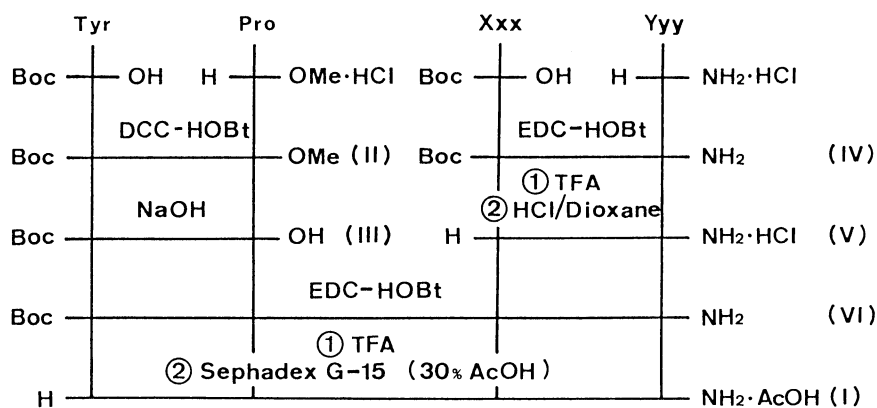 Tyr Pro Xxx Yyy
Boc OH H OMe·HCl Boc OH H NH₂·HCl
DCC-HOBt EDC-HOBt
Boc OMe (II) Boc NH₂ (IV)
① TFA
NaOH ② HCl/Dioxane
Boc OH (III) H NH₂·HCl (V)
EDC-HOBt
Boc NH₂ (VI)
① TFA
② Sephadex G-15 (30% AcOH)
H NH₂·AcOH (I)